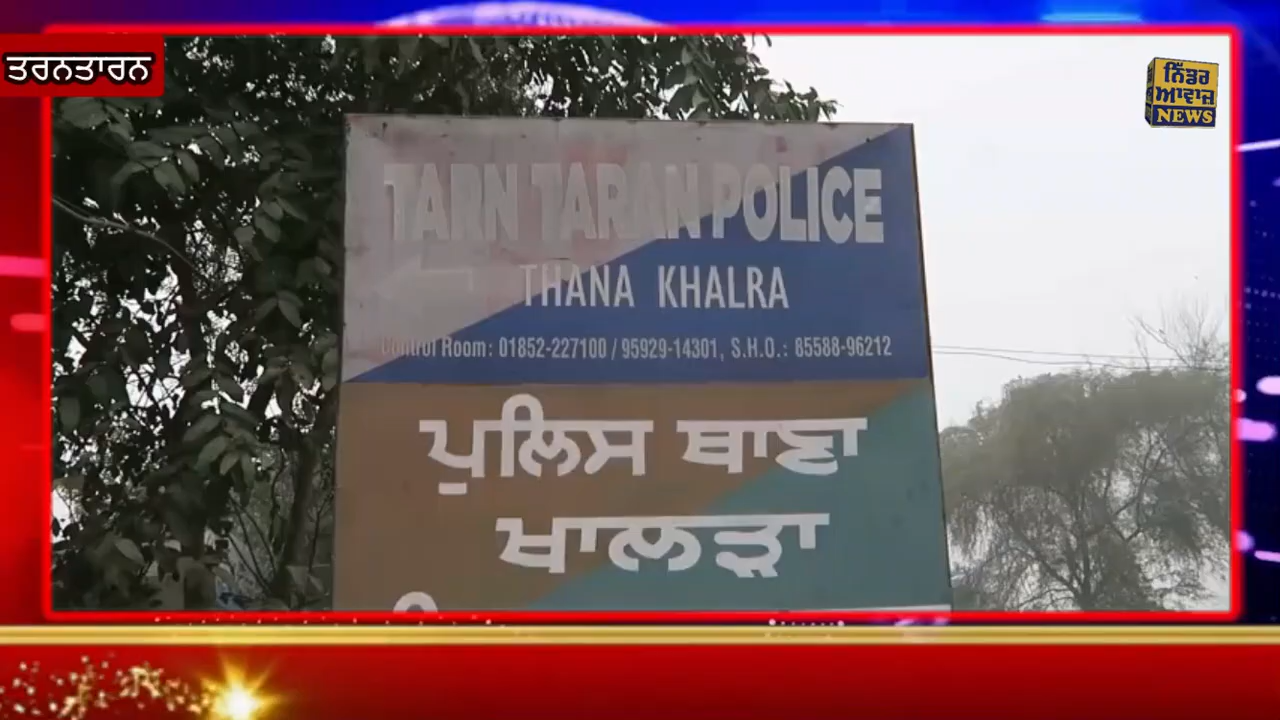 ਤਰਨਤਾਰਨ
ਨਿੱਡਰ
ਆਵਾਜ਼
NEWS
TARN TARAN POLICE
THANA KHALRA
Control Room: 01852-227100 / 95929-14301, S.H.O.: 85588-96212
ਪੁਲਿਸ ਥਾਣਾ
ਖਾਲੜਾ